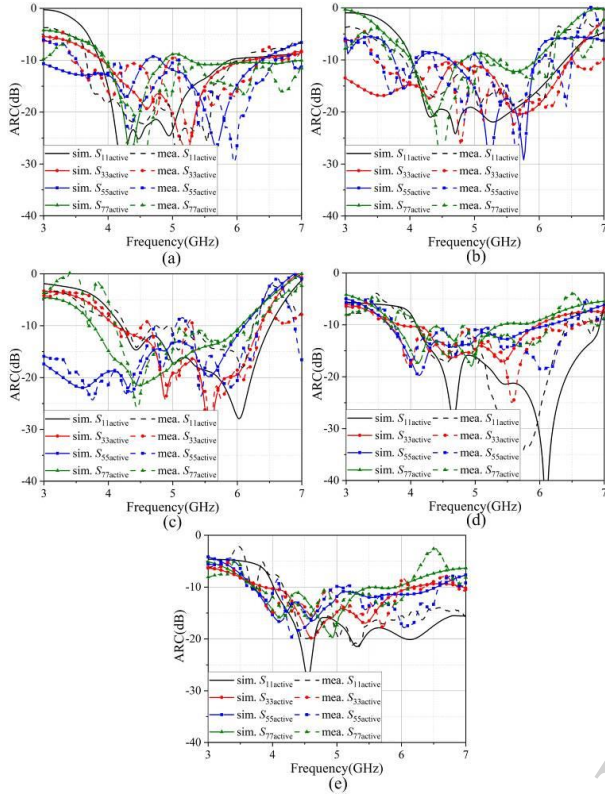 0
-10
-20
-30
-40
ARC(dB)
sim. S11active mea. S11active
sim. S33active mea. S33active
sim. S55active mea. S55active
sim. S77active mea. S77active
3 4 5 6 7
Frequency(GHz)
(a)
0
-10
-20
-30
-40
ARC(dB)
sim. S11active mea. S11active
sim. S33active mea. S33active
sim. S55active mea. S55active
sim. S77active mea. S77active
3 4 5 6 7
Frequency(GHz)
(b)
0
-10
-20
-30
-40
ARC(dB)
sim. S11active mea. S11active
sim. S33active mea. S33active
sim. S55active mea. S55active
sim. S77active mea. S77active
3 4 5 6 7
Frequency(GHz)
(c)
0
-10
-20
-30
-40
ARC(dB)
sim. S11active mea. S11active
sim. S33active mea. S33active
sim. S55active mea. S55active
sim. S77active mea. S77active
3 4 5 6 7
Frequency(GHz)
(d)
0
-10
-20
-30
-40
ARC(dB)
sim. S11active mea. S11active
sim. S33active mea. S33active
sim. S55active mea. S55active
sim. S77active mea. S77active
3 4 5 6 7
Frequency(GHz)
(e)